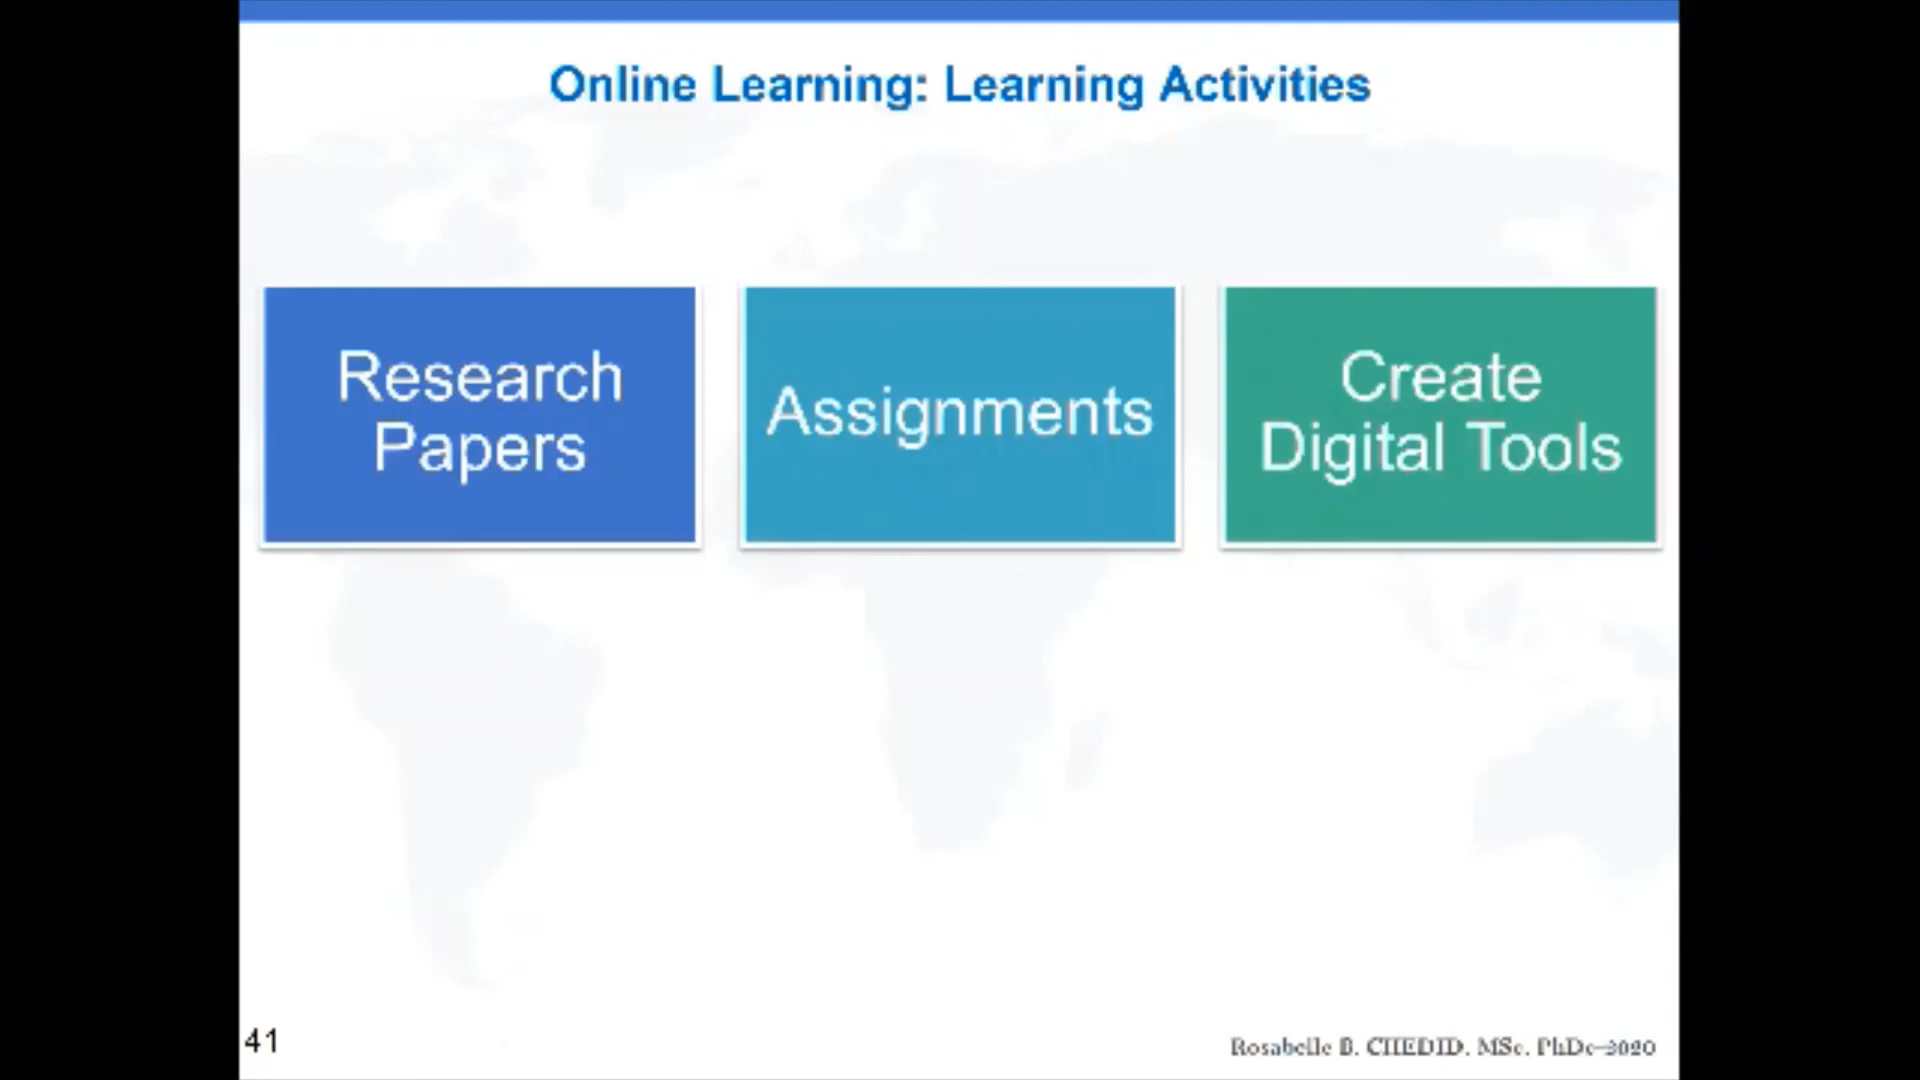 Online Learning: Learning Activities
Research
Papers
Assignments
Create
Digital Tools
41
Rosabelle B. CHEDID. MSc. PhDc-2020